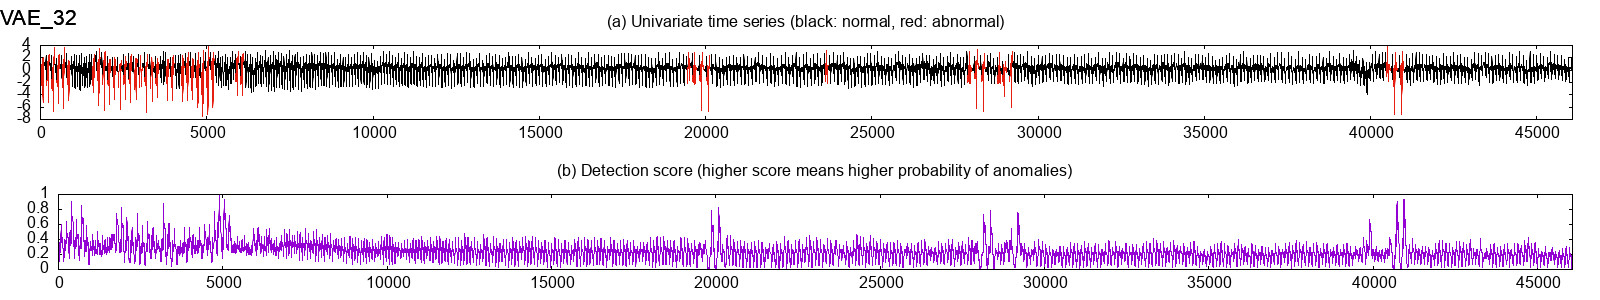 VAE_32
(a) Univariate time series (black: normal, red: abnormal)
4
2
0
-2
-4
-6
-8
0 5000 10000 15000 20000 25000 30000 35000 40000 45000
(b) Detection score (higher score means higher probability of anomalies)
1
0.8
0.6
0.4
0.2
0
0 5000 10000 15000 20000 25000 30000 35000 40000 45000